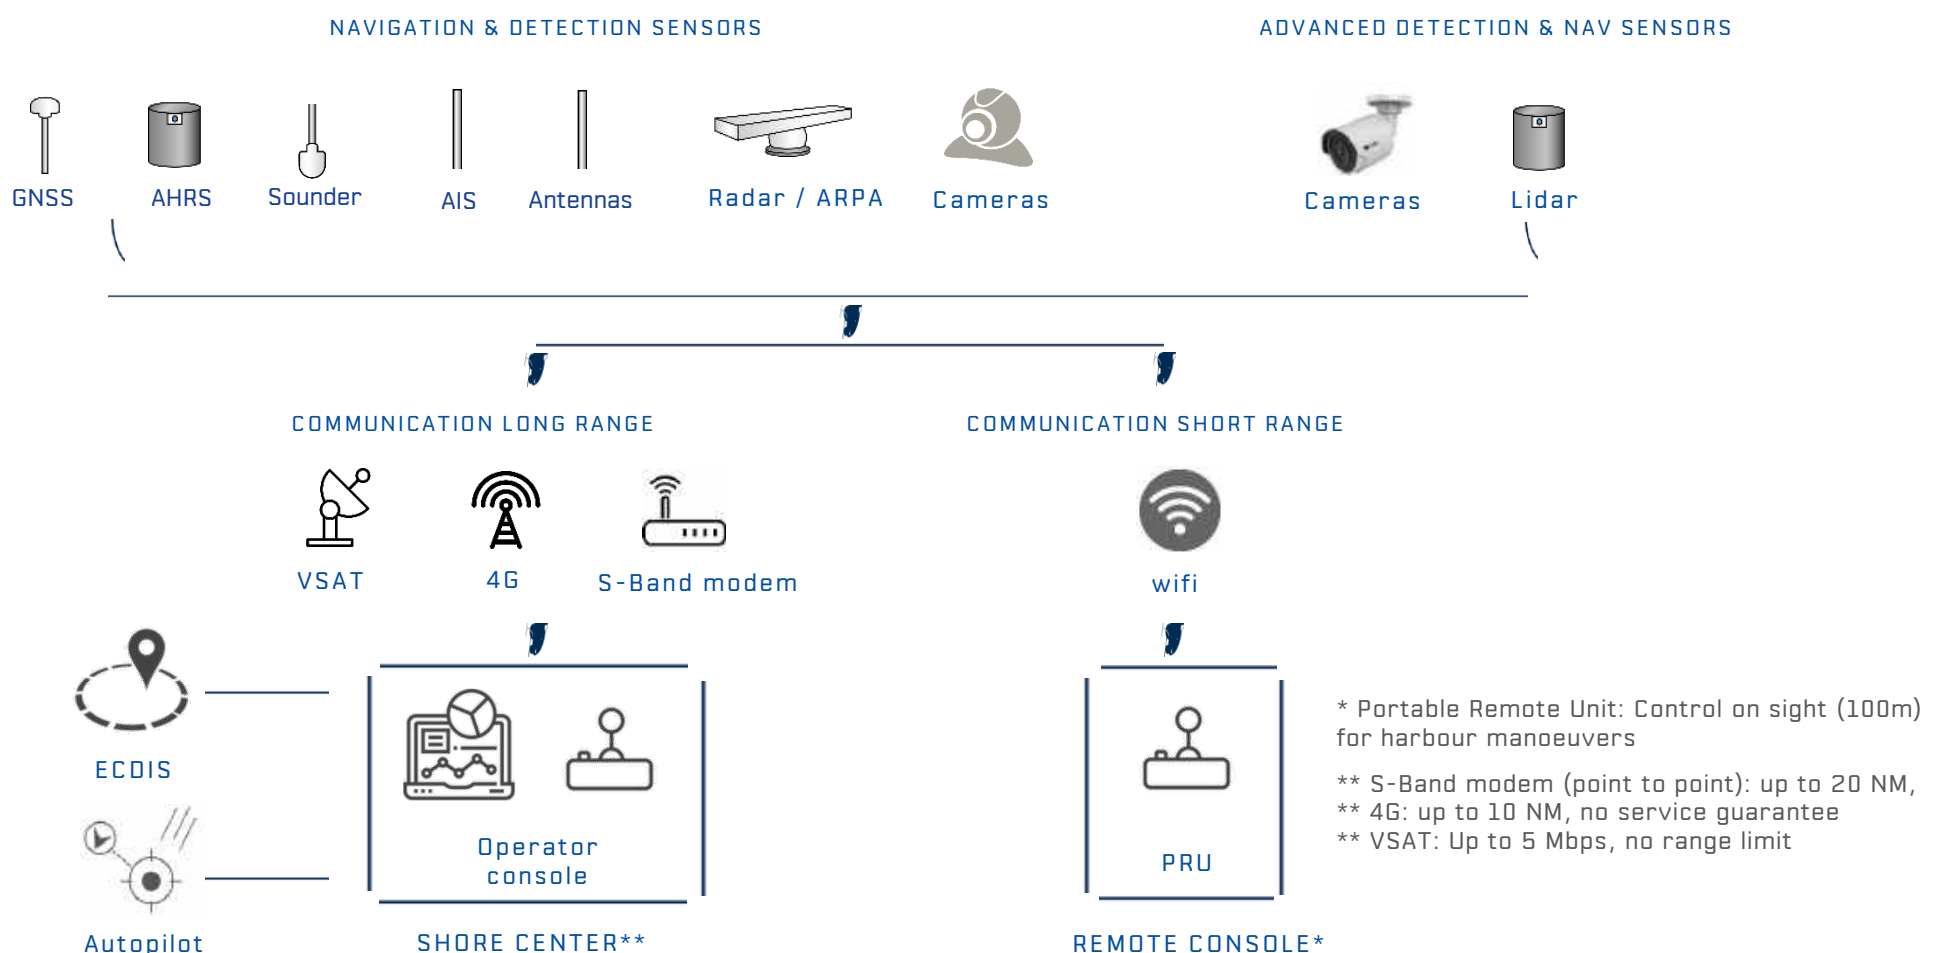 NAVIGATION & DETECTION SENSORS
ADVANCED DETECTION & NAV SENSORS
GNSS
AHRS
Sounder
AIS
Antennas
Radar / ARPA
Cameras
Cameras
Lidar
COMMUNICATION LONG RANGE
COMMUNICATION SHORT RANGE
VSAT
4G
S-Band modem
wifi
ECDIS
Autopilot
Operator
console
SHORE CENTER**
PRU
REMOTE CONSOLE*
* Portable Remote Unit: Control on sight (100m)
for harbour manoeuvers
** S-Band modem (point to point): up to 20 NM,
** 4G: up to 10 NM, no service guarantee
** VSAT: Up to 5 Mbps, no range limit